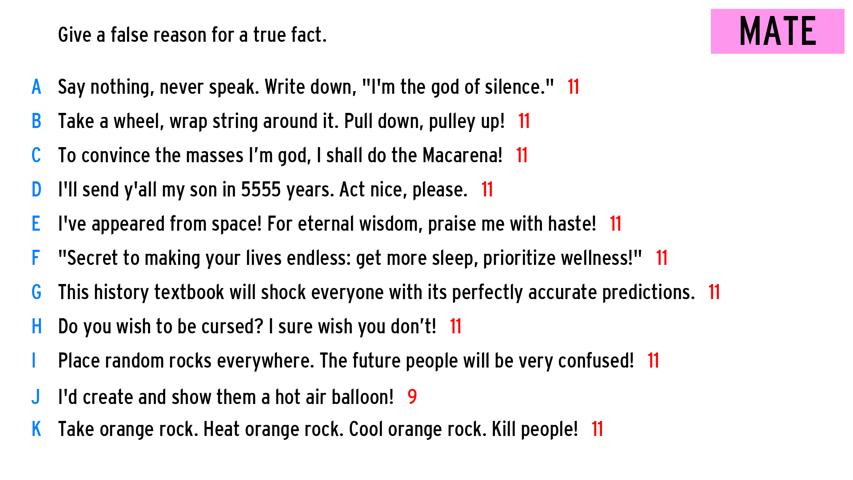 Give a false reason for a true fact.
MATE
A Say nothing, never speak. Write down, "I'm the god of silence." 11
B Take a wheel, wrap string around it. Pull down, pulley up! 11
C To convince the masses I'm god, I shall do the Macarena! 11
D I'll send y'all my son in 5555 years. Act nice, please. 11
E I've appeared from space! For eternal wisdom, praise me with haste! 11
F "Secret to making your lives endless: get more sleep, prioritize wellness!" 11
G This history textbook will shock everyone with its perfectly accurate predictions. 11
H Do you wish to be cursed? I sure wish you don't! 11
I Place random rocks everywhere. The future people will be very confused! 11
J I'd create and show them a hot air balloon! 9
K Take orange rock. Heat orange rock. Cool orange rock. Kill people! 11